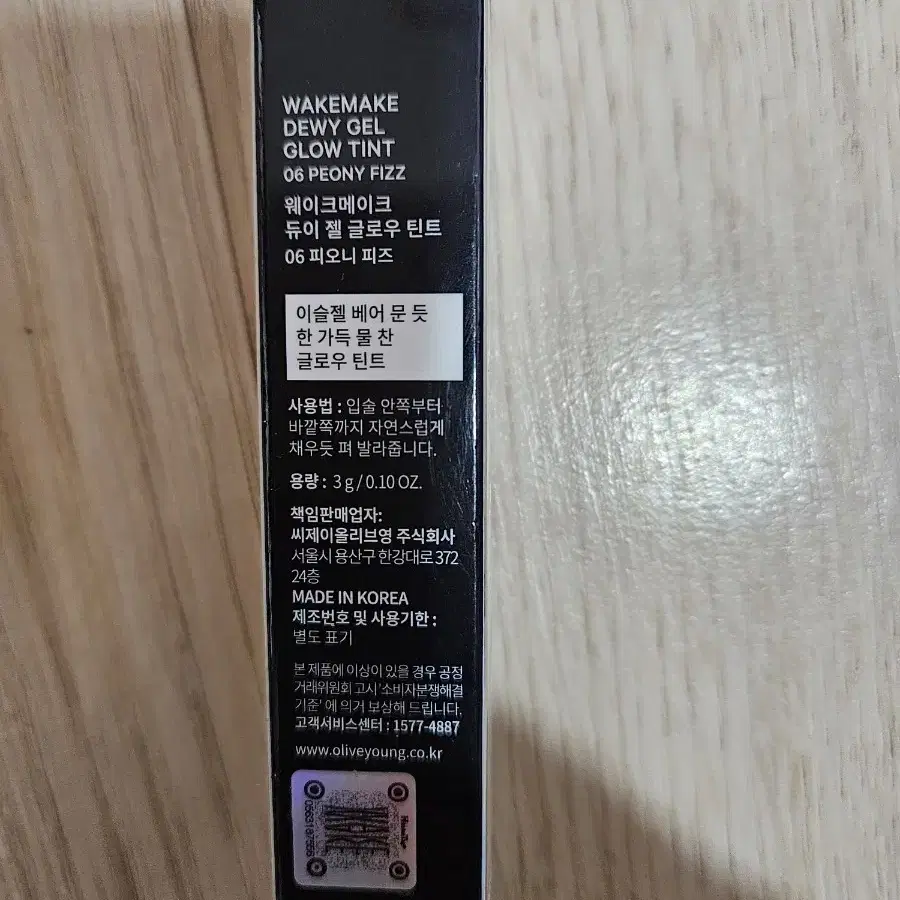 WAKEMAKE
DEWY GEL
GLOW TINT
06 PEONY FIZZ
웨이크메이크
듀이 젤 글로우 틴트
06 피오니 피즈
이슬젤 베어 문 듯
한 가득 물 찬
글로우 틴트
사용법 : 입술 안쪽부터
바깥쪽까지 자연스럽게
채우듯 펴 발라줍니다.
용량 : 3 g / 0.10 OZ.
책임판매업자:
씨제이올리브영 주식회사
서울시 용산구 한강대로 372
24층
MADE IN KOREA
제조번호 및 사용기한 :
별도 표기
본 제품에 이상이 있을 경우 공정
거래위원회 고시 '소비자분쟁해결
기준' 에 의거 보상해 드립니다.
고객서비스센터 : 1577-4887
www.oliveyoung.co.kr
WAKE
MAKE